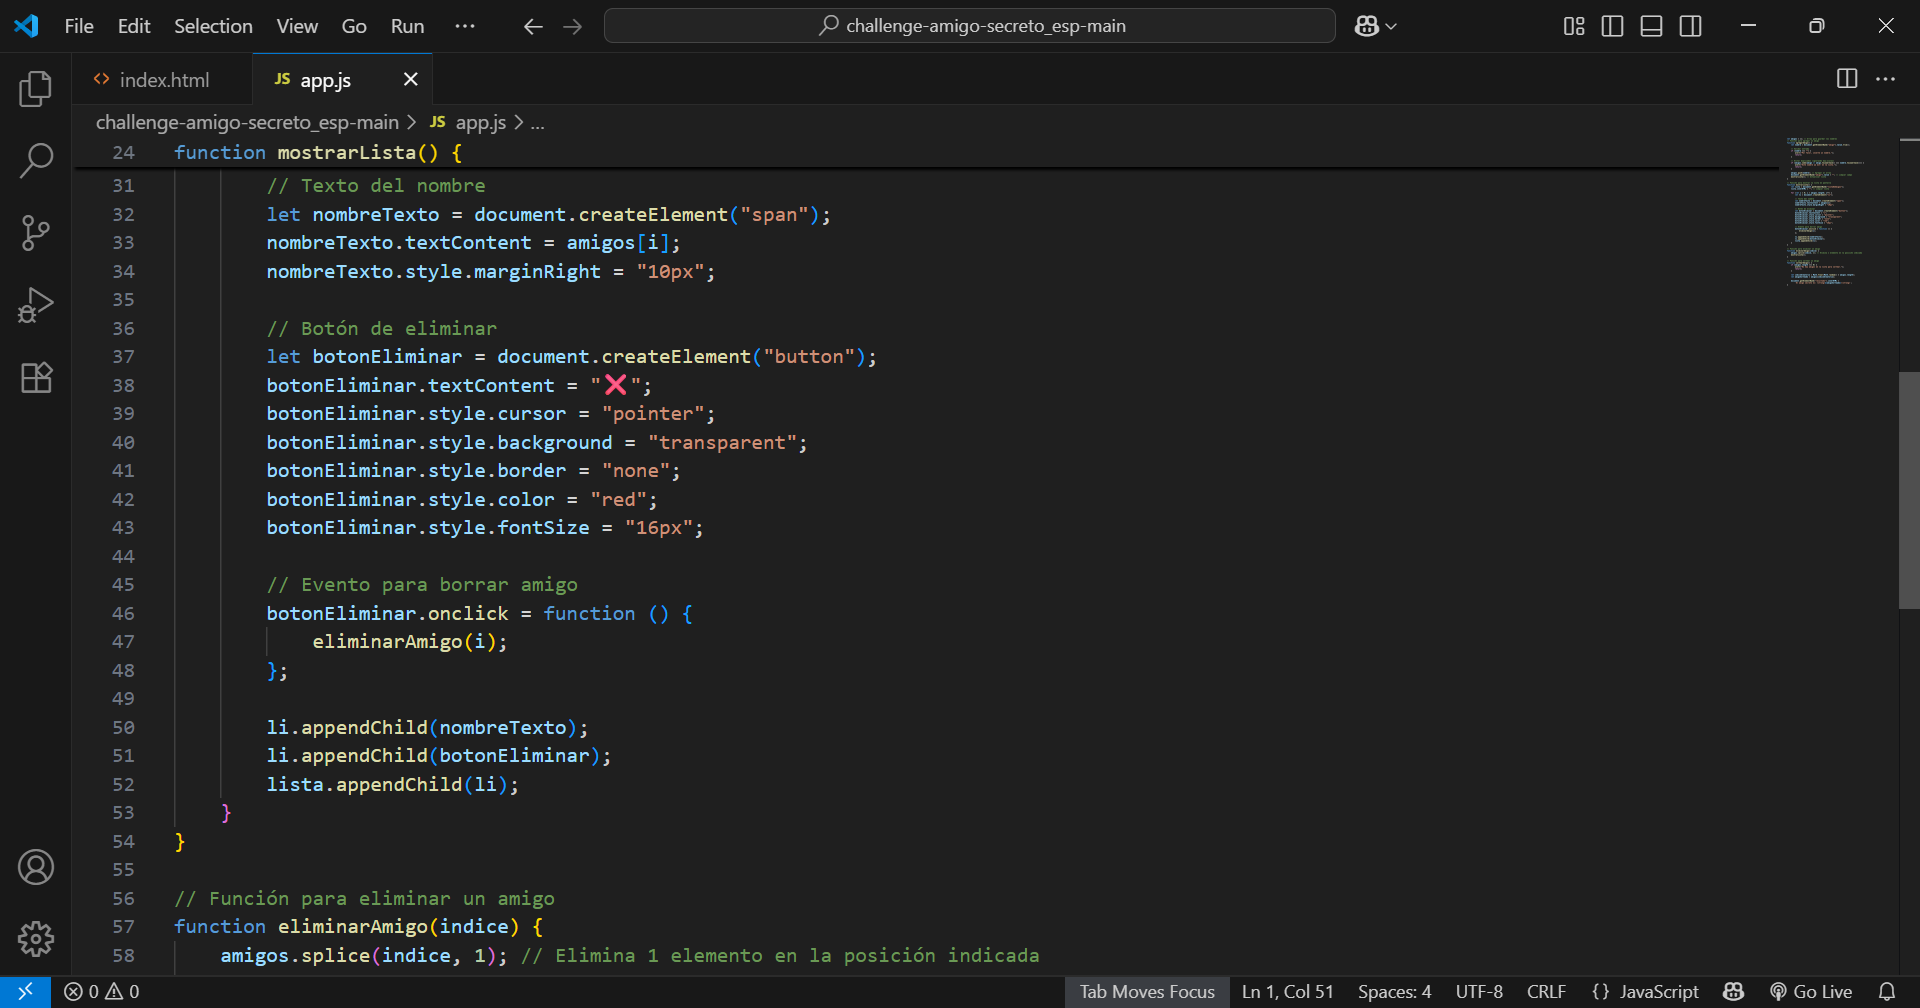 File Edit Selection View Go Run ··· challenge-amigo-secreto_esp-main
index.html JS app.js
challenge-amigo-secreto_esp-main > JS app.js > ...
24 function mostrarLista() {
31 // Texto del nombre
32 let nombreTexto = document.createElement("span");
33 nombreTexto.textContent = amigos[i];
34 nombreTexto.style.marginRight = "10px";
35
36 // Botón de eliminar
37 let botonEliminar = document.createElement("button");
38 botonEliminar.textContent = "❌";
39 botonEliminar.style.cursor = "pointer";
40 botonEliminar.style.background = "transparent";
41 botonEliminar.style.border = "none";
42 botonEliminar.style.color = "red";
43 botonEliminar.style.fontSize = "16px";
44
45 // Evento para borrar amigo
46 botonEliminar.onclick = function () {
47 eliminarAmigo(i);
48 };
49
50 li.appendChild(nombreTexto);
51 li.appendChild(botonEliminar);
52 lista.appendChild(li);
53 }
54 }
55
56 // Función para eliminar un amigo
57 function eliminarAmigo(indice) {
58 amigos.splice(indice, 1); // Elimina 1 elemento en la posición indicada
0 0 Tab Moves Focus Ln 1, Col 51 Spaces: 4 UTF-8 CRLF {} JavaScript Go Live